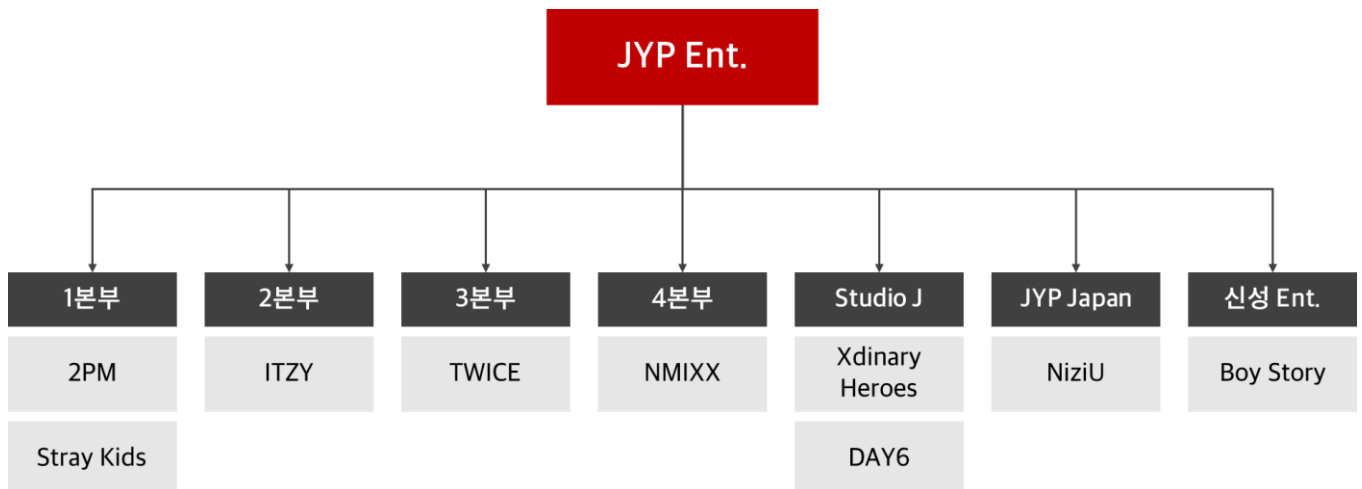 JYP Ent.
1본부
2본부
3본부
4본부
Studio J
JYP Japan
신성 Ent.
2PM
ITZY
TWICE
NMIXX
Xdinary
Heroes
NiziU
Boy Story
Stray Kids
DAY6